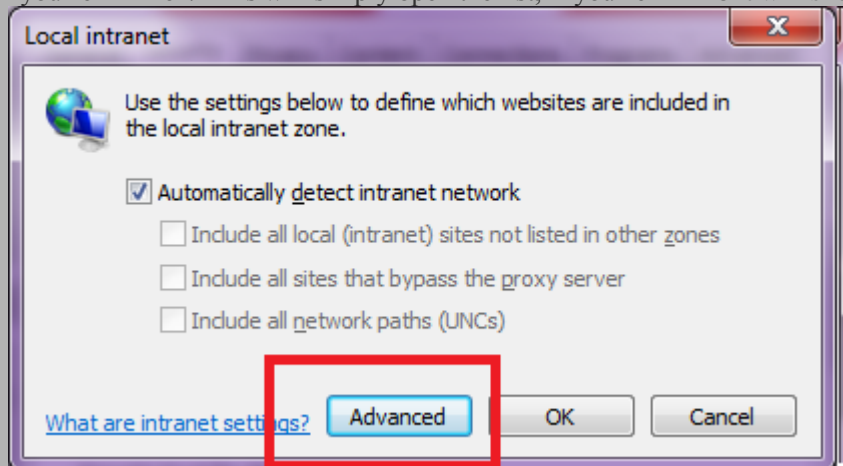 Local intranet
Use the settings below to define which websites are included in
the local intranet zone.
Automatically detect intranet network
Include all local (intranet) sites not listed in other zones
Include all sites that bypass the proxy server
Include all network paths (UNCs)
What are intranet settings?
Advanced
OK
Cancel